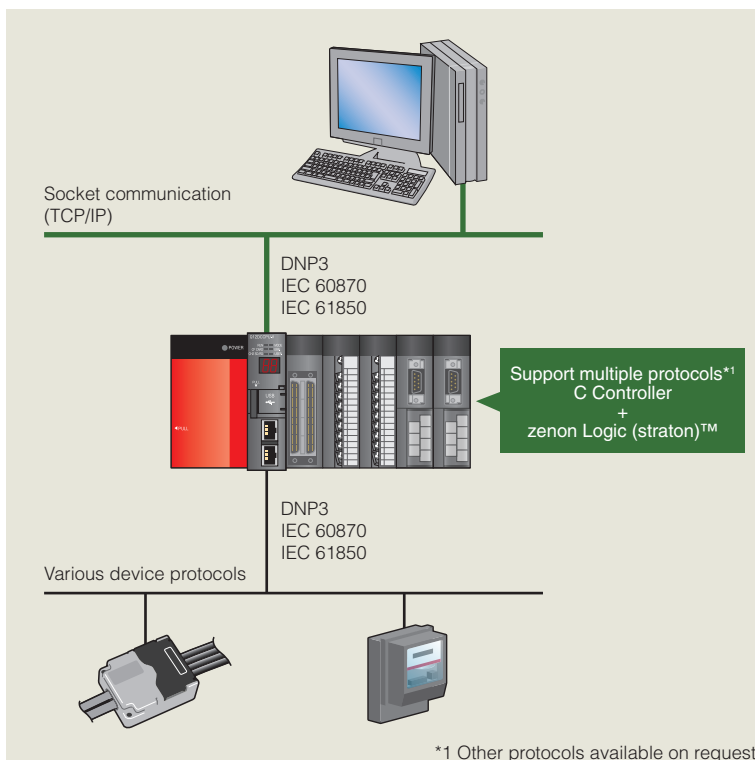 Socket communication
(TCP/IP)
DNP3
IEC 60870
IEC 61850
POWER
PULL
USB
Support multiple protocols*1
C Controller
+
zenon Logic (straton)™
DNP3
IEC 60870
IEC 61850
Various device protocols
*1 Other protocols available on request